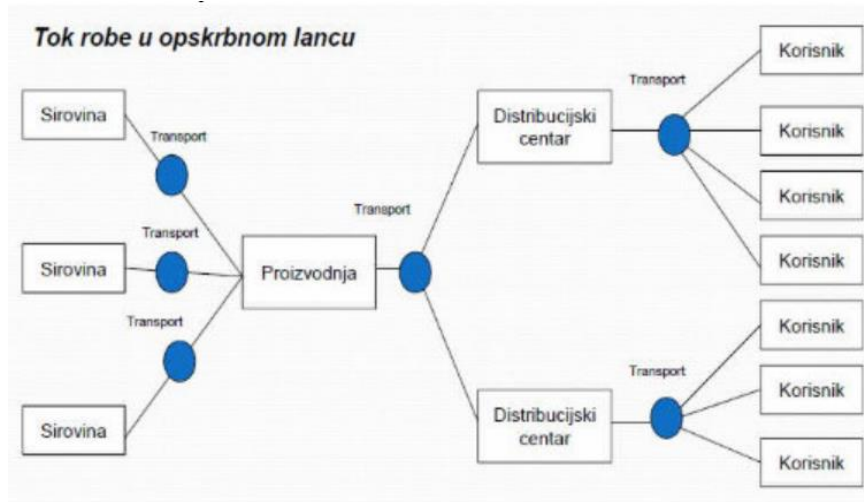 Tok robe u opskrbnom lancu
Sirovina
Transport
Sirovina
Transport
Transport
Sirovina
Proizvodnja
Transport
Distribucijski
centar
Transport
Korisnik
Korisnik
Korisnik
Korisnik
Distribucijski
centar
Transport
Korisnik
Korisnik
Korisnik